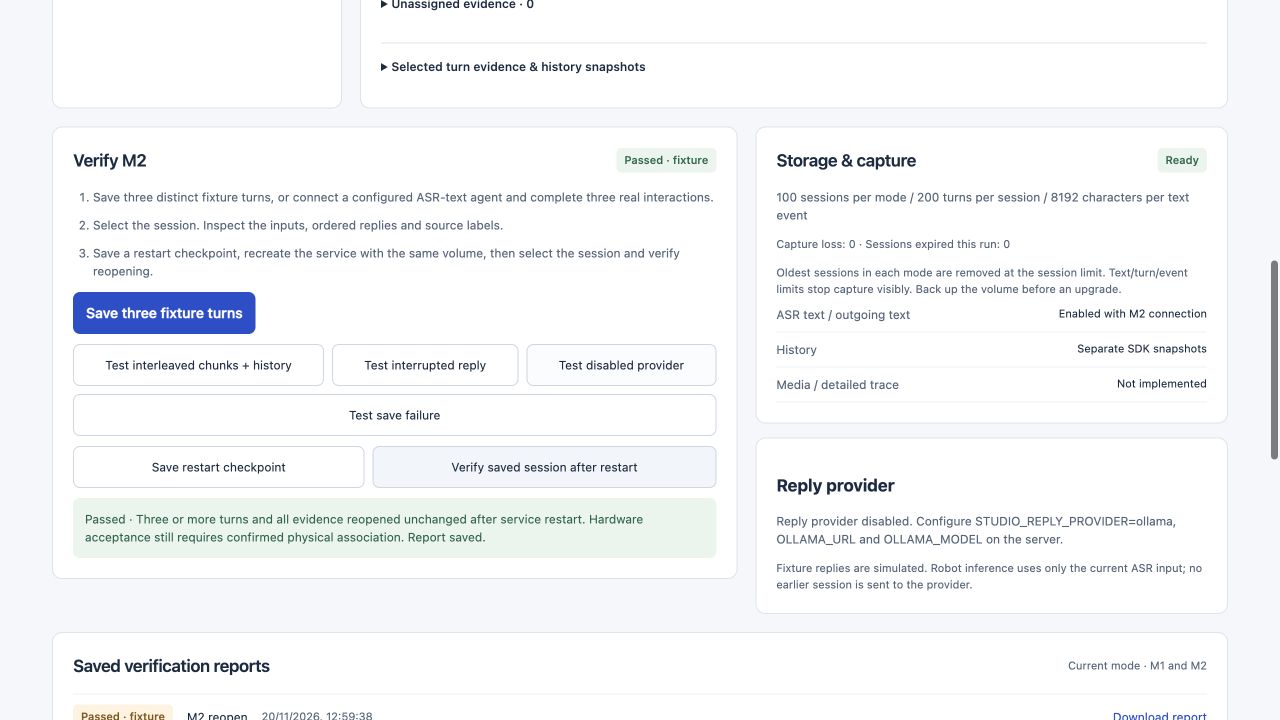 Unassigned evidence · 0
Selected turn evidence & history snapshots
Verify M2
Passed · fixture
1. Save three distinct fixture turns, or connect a configured ASR-text agent and complete three real interactions.
2. Select the session. Inspect the inputs, ordered replies and source labels.
3. Save a restart checkpoint, recreate the service with the same volume, then select the session and verify
reopening.
Save three fixture turns
Test interleaved chunks + history
Test interrupted reply
Test disabled provider
Test save failure
Save restart checkpoint
Verify saved session after restart
Passed · Three or more turns and all evidence reopened unchanged after service restart. Hardware
acceptance still requires confirmed physical association. Report saved.
Storage & capture
Ready
100 sessions per mode / 200 turns per session / 8192 characters per text
event
Capture loss: 0 · Sessions expired this run: 0
Oldest sessions in each mode are removed at the session limit. Text/turn/event
limits stop capture visibly. Back up the volume before an upgrade.
ASR text / outgoing text
Enabled with M2 connection
History
Separate SDK snapshots
Media / detailed trace
Not implemented
Reply provider
Reply provider disabled. Configure STUDIO_REPLY_PROVIDER=ollama,
OLLAMA_URL and OLLAMA_MODEL on the server.
Fixture replies are simulated. Robot inference uses only the current ASR input; no
earlier session is sent to the provider.
Saved verification reports
Current mode · M1 and M2
Passed · fixture
M2 reopen
20/11/2026, 12:59:38
Download report